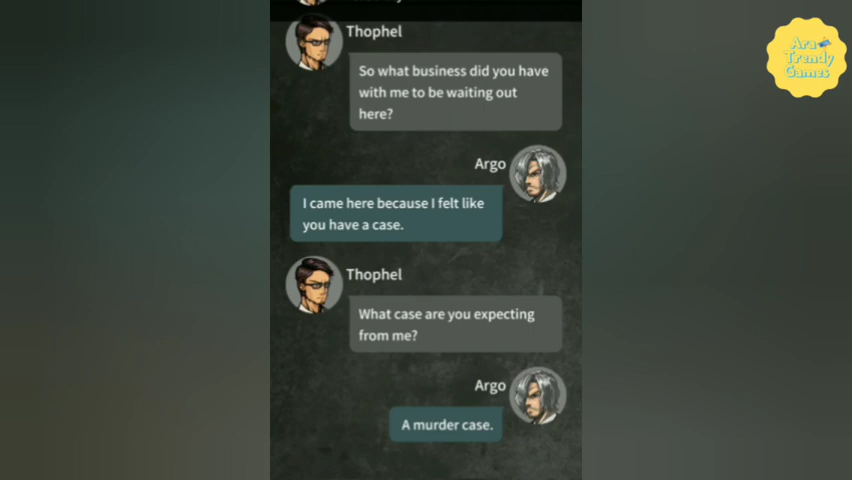 Thophel
So what business did you have
with me to be waiting out
here?
Argo
I came here because I felt like
you have a case.
Thophel
What case are you expecting
from me?
Argo
A murder case.
Ara
Trendy
Games